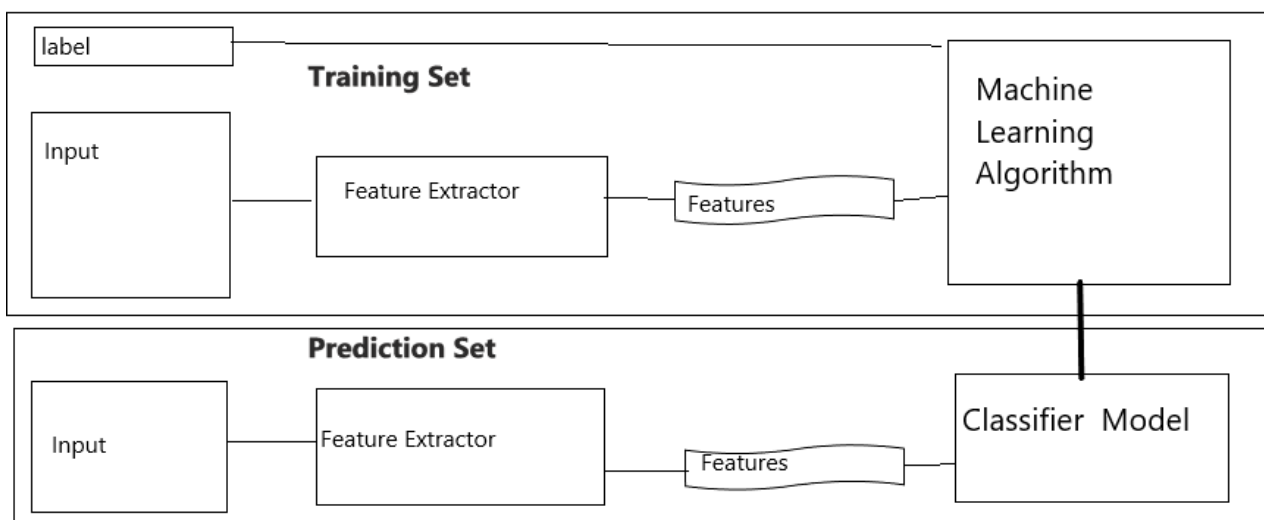 label
Training Set
Input
Feature Extractor
Features
Machine
Learning
Algorithm
Prediction Set
Input
Feature Extractor
Features
Classifier Model